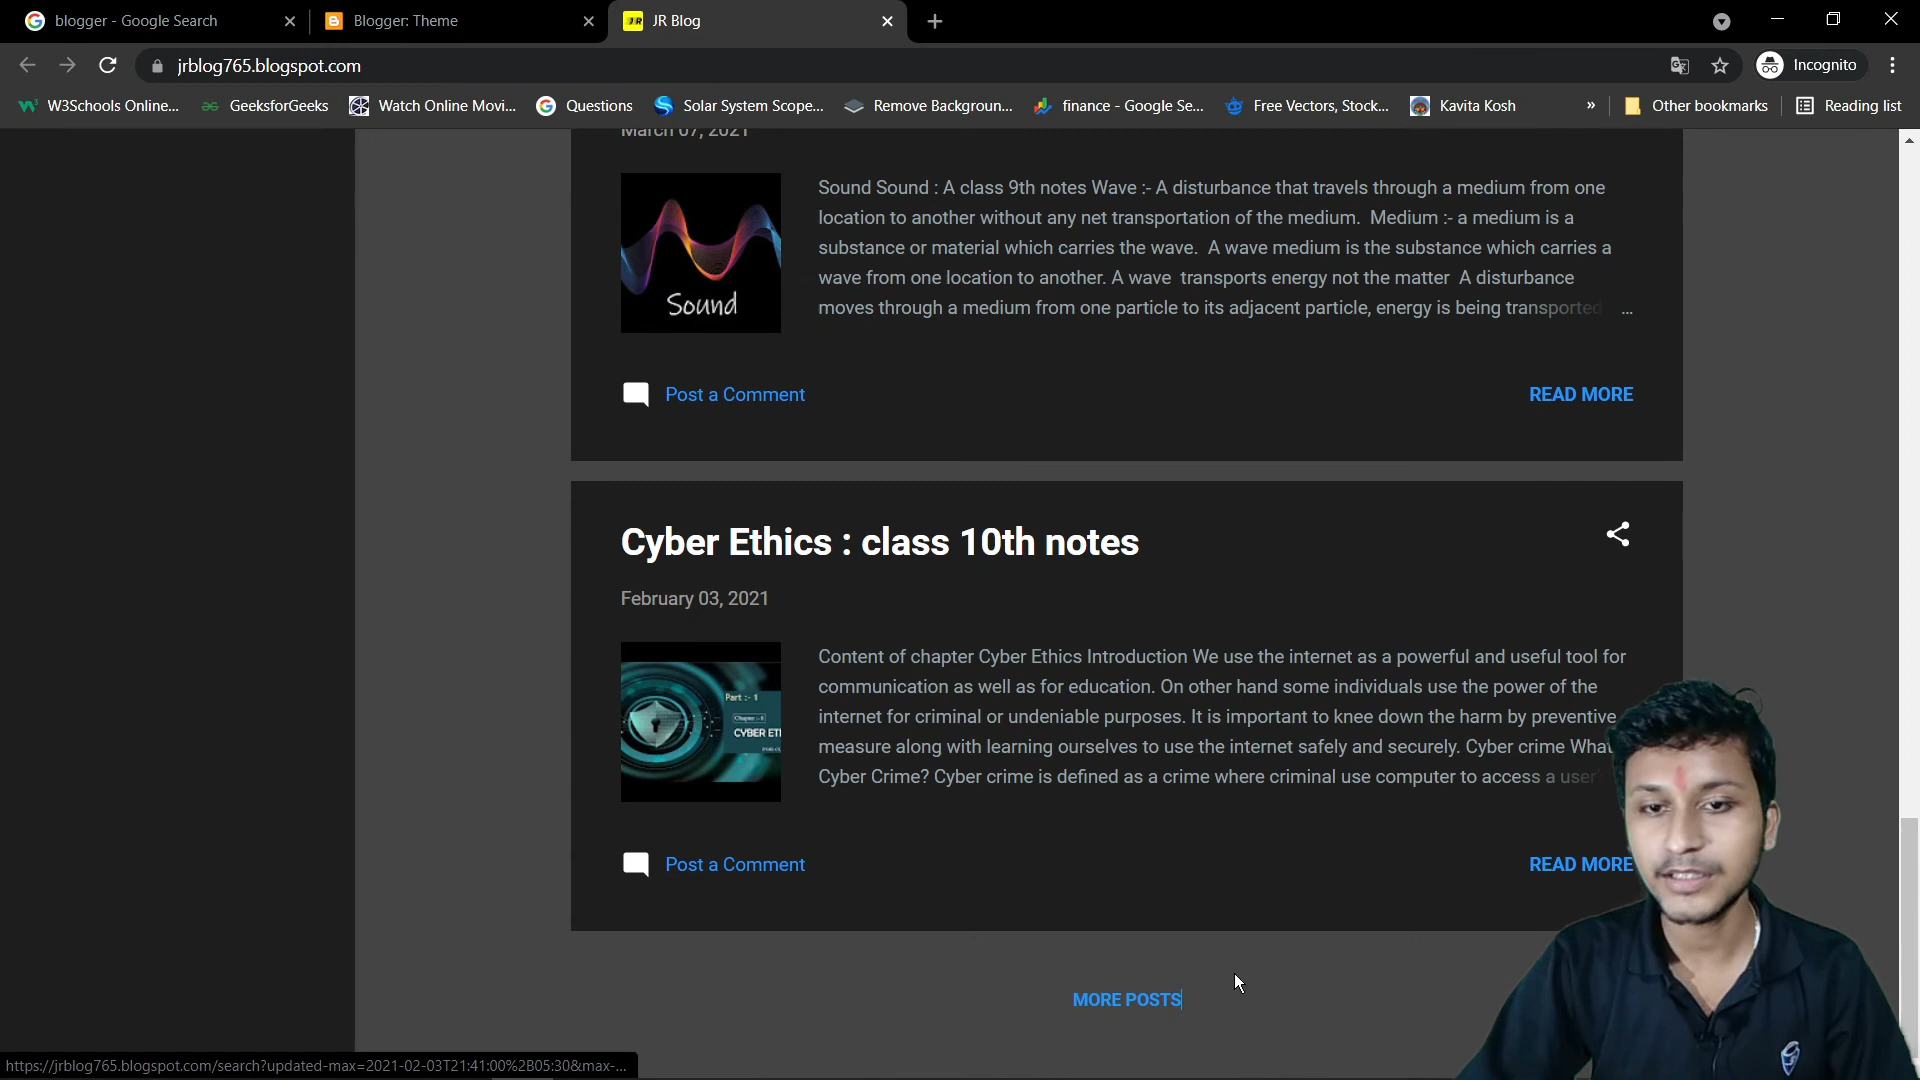 blogger - Google Search
Blogger: Theme
JR Blog
jrblog765.blogspot.com
Incognito
W3Schools Online...
GeeksforGeeks
Watch Online Movi...
Questions
Solar System Scope...
Remove Backgroun...
finance - Google Se...
Free Vectors, Stock...
Kavita Kosh
»
Other bookmarks
Reading list
March 07, 2021
Sound
Sound Sound : A class 9th notes Wave :- A disturbance that travels through a medium from one
location to another without any net transportation of the medium. Medium :- a medium is a
substance or material which carries the wave. A wave medium is the substance which carries a
wave from one location to another. A wave transports energy not the matter A disturbance
moves through a medium from one particle to its adjacent particle, energy is being transported ...
Post a Comment
READ MORE
Cyber Ethics : class 10th notes
February 03, 2021
Part :- 1
CYBER ETI
Content of chapter Cyber Ethics Introduction We use the internet as a powerful and useful tool for
communication as well as for education. On other hand some individuals use the power of the
internet for criminal or undeniable purposes. It is important to knee down the harm by preventive
measure along with learning ourselves to use the internet safely and securely. Cyber crime What
Cyber Crime? Cyber crime is defined as a crime where criminal use computer to access a user'
Post a Comment
READ MORE
MORE POSTS
https://jrblog765.blogspot.com/search?updated-max=2021-02-03T21:41:00%2B05:30&max-...